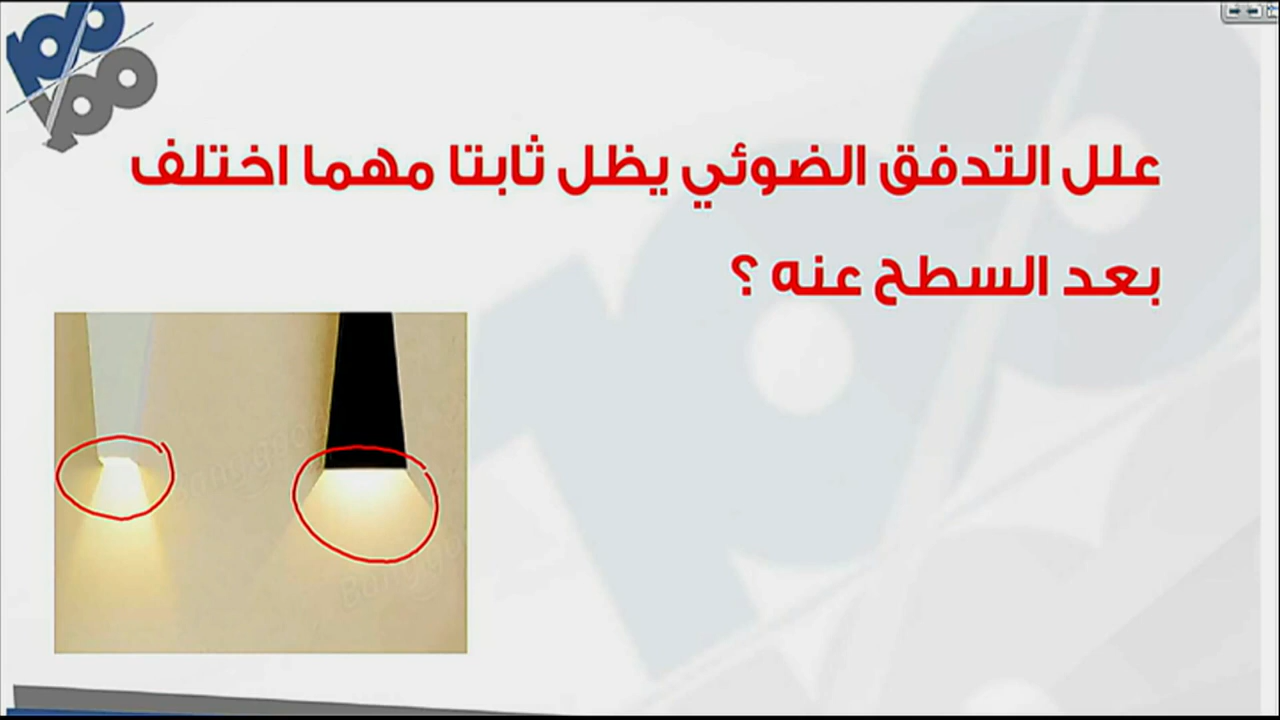 علل التدفق الضوئي يظل ثابتا مهما اختلف
بعد السطح عنه ؟